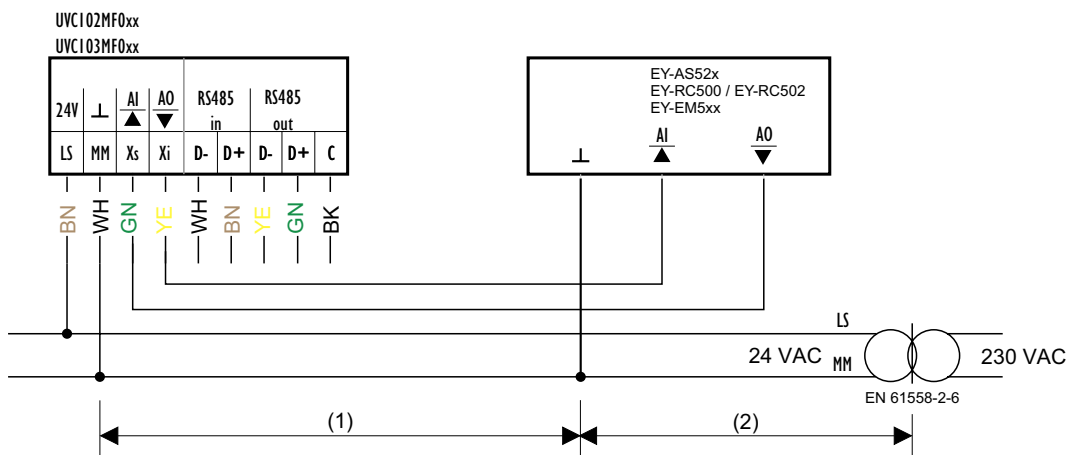 UVC102MF0xx
UVC103MF0xx
24V ⊥ AI AO RS485 in RS485 out
LS MM Xs Xi D- D+ D- D+ C
BN WH GN YE WH BN YE GN BK
EY-AS52x
EY-RC500 / EY-RC502
EY-EM5xx
⊥ AI AO
LS
24 VAC MM 230 VAC
EN 61558-2-6
(1) (2)